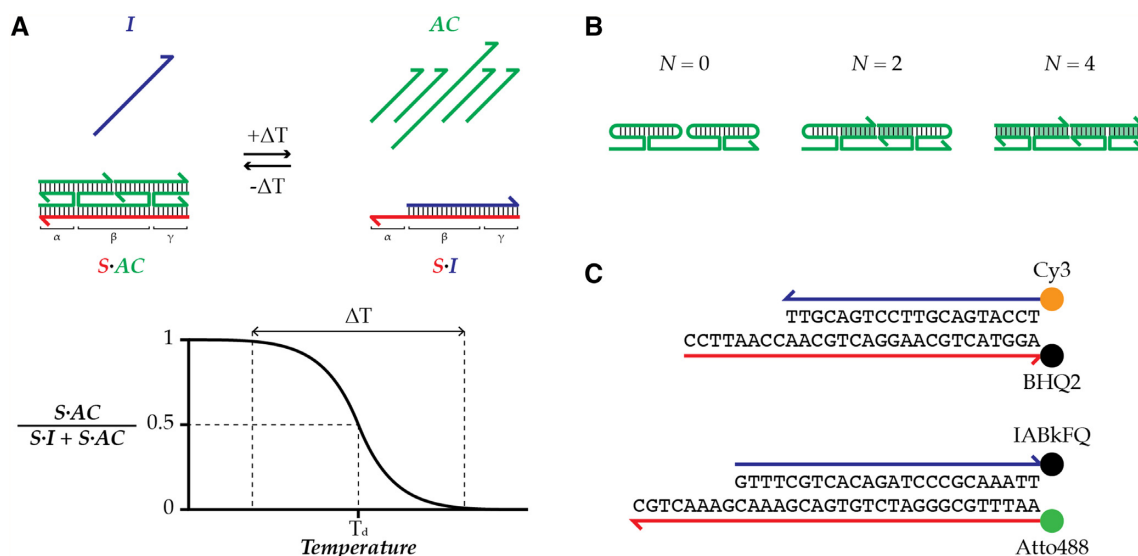 A
I
AC
+ΔT
-ΔT
α β γ
α β γ
S·AC
S·I
ΔT
1
0.5
0
S·AC
S·I + S·AC
T_d
Temperature
B
N = 0 N = 2 N = 4
C
Cy3
TTGCAGTCCTTGCAGTACCT
CCTTAACCAACGTCAGGAACGTCATGGA
BHQ2
IABkFQ
GTTTCGTCACAGATCCCGCAAATT
CGTCAAAGCAAAGCAGTGTCTAGGGCGTTTAA
Atto488